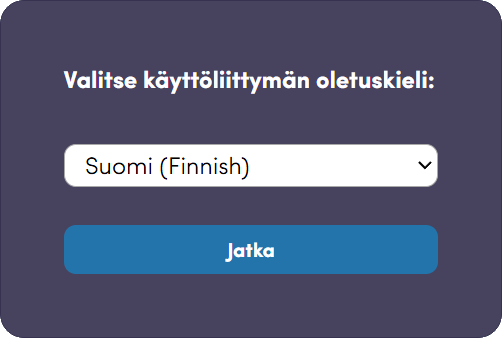 Valitse käyttöliittymän oletuskieli:
Suomi (Finnish)
Jatka